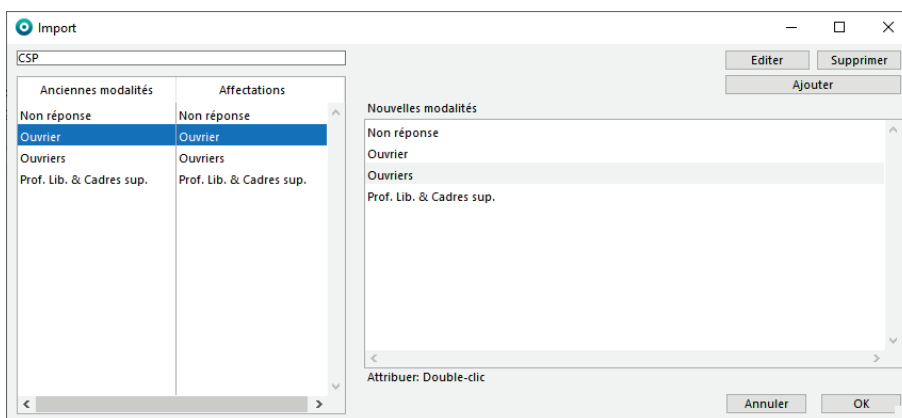 Import
CSP
Editer Supprimer
Ajouter
Anciennes modalités Affectations
Non réponse Non réponse
Ouvrier Ouvrier
Ouvriers Ouvriers
Prof. Lib. & Cadres sup. Prof. Lib. & Cadres sup.
Nouvelles modalités
Non réponse
Ouvrier
Ouvriers
Prof. Lib. & Cadres sup.
Attribuer: Double-clic
Annuler OK